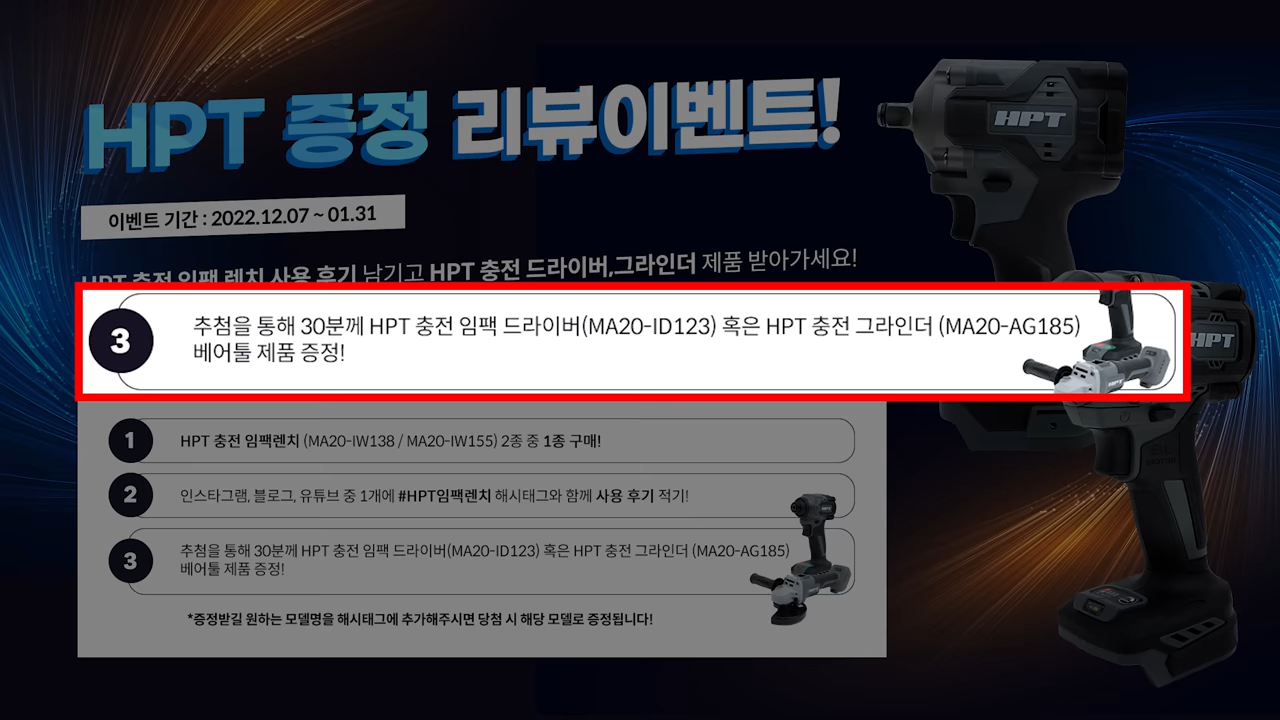 HPT 증정 리뷰이벤트!
이벤트 기간 : 2022.12.07 ~ 01.31
HPT 충전 임팩 렌치 사용 후기 남기고 HPT 충전 드라이버,그라인더 제품 받아가세요!
3 추첨을 통해 30분께 HPT 충전 임팩 드라이버(MA20-ID123) 혹은 HPT 충전 그라인더 (MA20-AG185)
베어툴 제품 증정!
1 HPT 충전 임팩렌치 (MA20-IW138 / MA20-IW155) 2종 중 1종 구매!
2 인스타그램, 블로그, 유튜브 중 1개에 #HPT임팩렌치 해시태그와 함께 사용 후기 적기!
3 추첨을 통해 30분께 HPT 충전 임팩 드라이버(MA20-ID123) 혹은 HPT 충전 그라인더 (MA20-AG185)
베어툴 제품 증정!
*증정받길 원하는 모델명을 해시태그에 추가해주시면 당첨 시 해당 모델로 증정됩니다!
HPT
HPT